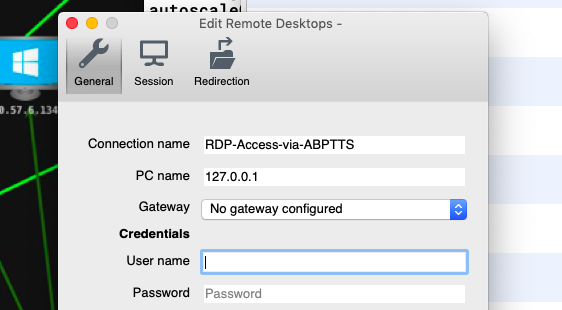 autoscale
Edit Remote Desktops -
General
Session
Redirection
0.57.6.134
Connection name RDP-Access-via-ABPTTS
PC name 127.0.0.1
Gateway No gateway configured
Credentials
User name
Password Password